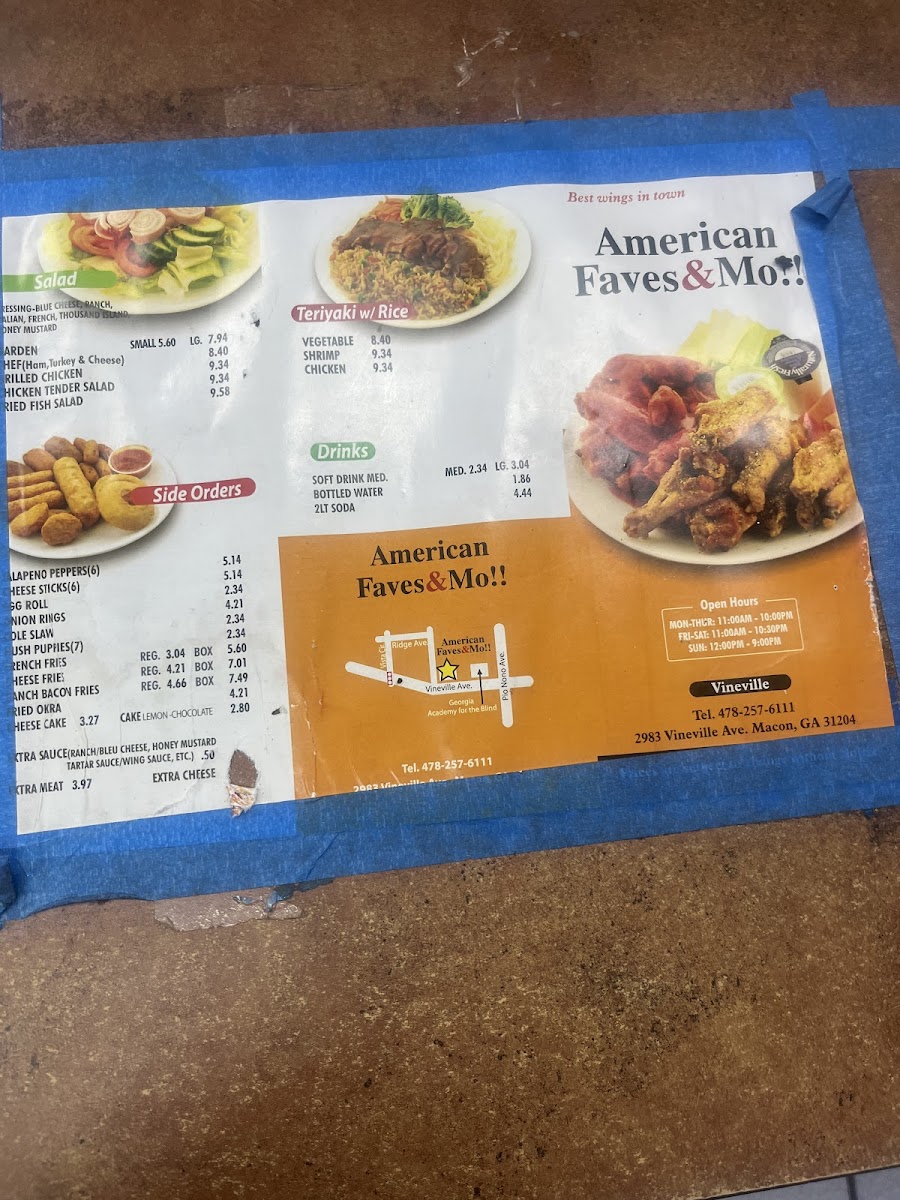 Salad
RESSING-BLUE CHEESE, RANCH,
ALIAN, FRENCH, THOUSAND ISLAND,
ONEY MUSTARD
ARDEN SMALL 5.60 LG. 7.94
HEF(Ham,Turkey & Cheese) 8.40
RILLED CHICKEN 9.34
HICKEN TENDER SALAD 9.34
RIED FISH SALAD 9.58
Side Orders
ALAPENO PEPPERS(6) 5.14
HEESE STICKS(6) 5.14
GG ROLL 2.34
NION RINGS 4.21
OLE SLAW 2.34
USH PUPPIES(7) 2.34
RENCH FRIES REG. 3.04 BOX 5.60
HEESE FRIES REG. 4.21 BOX 7.01
ANCH BACON FRIES REG. 4.66 BOX 7.49
RIED OKRA 4.21
HEESE CAKE 3.27 CAKE LEMON-CHOCOLATE 2.80
XTRA SAUCE(RANCH/BLEU CHEESE, HONEY MUSTARD
TARTAR SAUCE/WING SAUCE, ETC.) .50
XTRA MEAT 3.97 EXTRA CHEESE
Teriyaki w/ Rice
VEGETABLE 8.40
SHRIMP 9.34
CHICKEN 9.34
Drinks
SOFT DRINK MED. MED. 2.34 LG. 3.04
BOTTLED WATER 1.86
2LT SODA 4.44
American
Faves&Mo!!
Ridge Ave.
American
Faves&Mo!!
Vineville Ave.
Pio Nono Ave.
Georgia
Academy for the Blind
Tel. 478-257-6111
2983 Vineville Ave.
Best wings in town
American
Faves&Mo!!
Naturally Fresh
Open Hours
MON-THUR: 11:00AM - 10:00PM
FRI-SAT: 11:00AM - 10:30PM
SUN: 12:00PM - 9:00PM
Vineville
Tel. 478-257-6111
2983 Vineville Ave. Macon, GA 31204